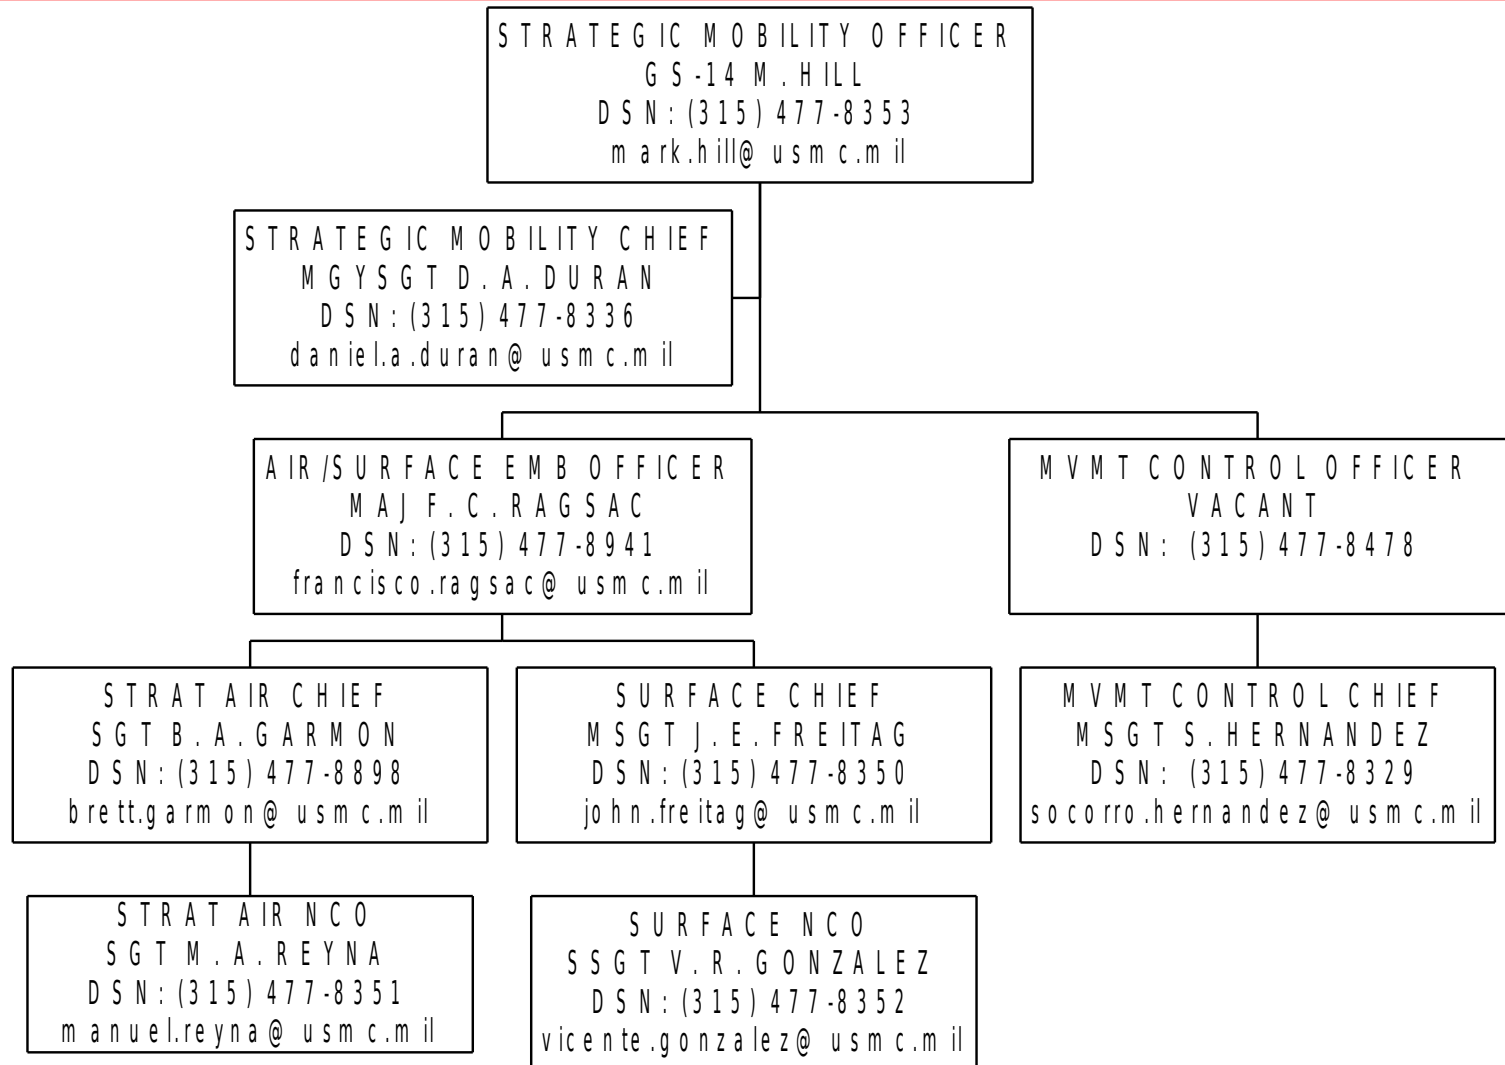 STRATEGIC MOBILITY OFFICER
GS-14 M. HILL
DSN: (315) 477-8353
mark.hill@usmc.mil
STRATEGIC MOBILITY CHIEF
MGYSGT D. A. DURAN
DSN: (315) 477-8336
daniel.a.duran@usmc.mil
AIR/SURFACE EMB OFFICER
MAJ F. C. RAGSAC
DSN: (315) 477-8941
francisco.ragsac@usmc.mil
MVMT CONTROL OFFICER
VACANT
DSN: (315) 477-8478
STRAT AIR CHIEF
SGT B. A. GARMON
DSN: (315) 477-8898
brett.garmon@usmc.mil
SURFACE CHIEF
MSGT J. E. FREITAG
DSN: (315) 477-8350
john.freitag@usmc.mil
MVMT CONTROL CHIEF
MSGT S. HERNANDEZ
DSN: (315) 477-8329
socorro.hernandez@usmc.mil
STRAT AIR NCO
SGT M. A. REYNA
DSN: (315) 477-8351
manuel.reyna@usmc.mil
SURFACE NCO
SSGT V. R. GONZALEZ
DSN: (315) 477-8352
vicente.gonzalez@usmc.mil